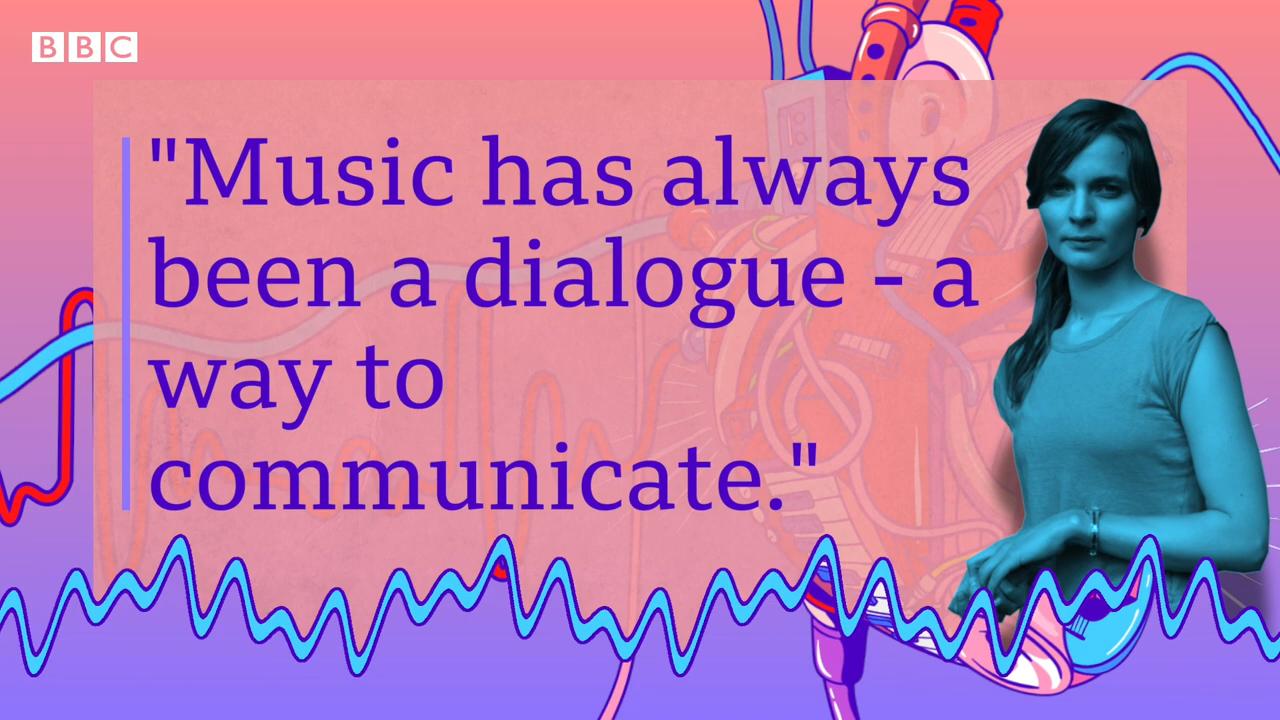 BBC
"Music has always
been a dialogue - a
way to
communicate."